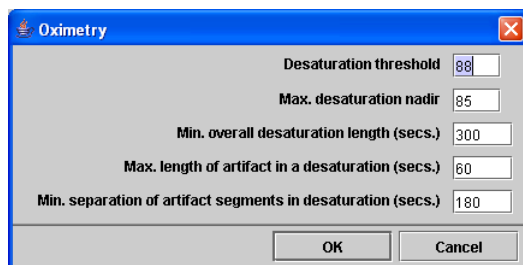 Oximetry
Desaturation threshold 88
Max. desaturation nadir 85
Min. overall desaturation length (secs.) 300
Max. length of artifact in a desaturation (secs.) 60
Min. separation of artifact segments in desaturation (secs.) 180
OK Cancel